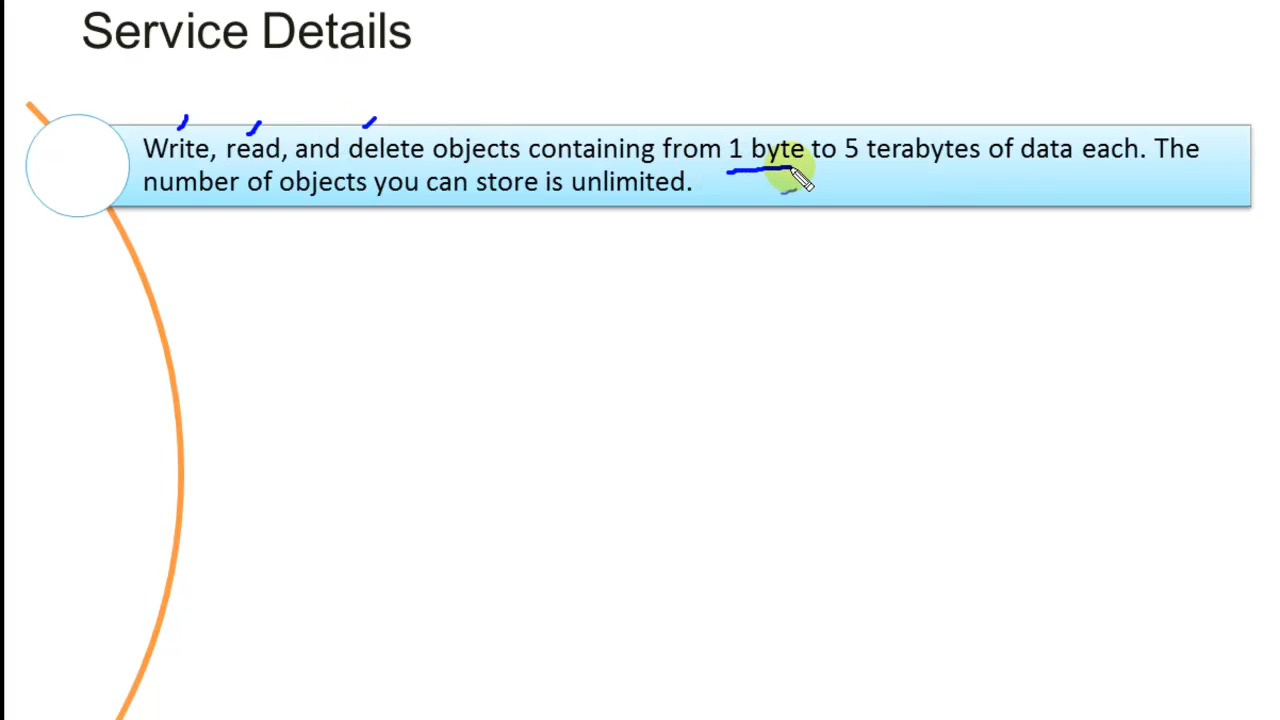 Service Details
Write, read, and delete objects containing from 1 byte to 5 terabytes of data each. The
number of objects you can store is unlimited.